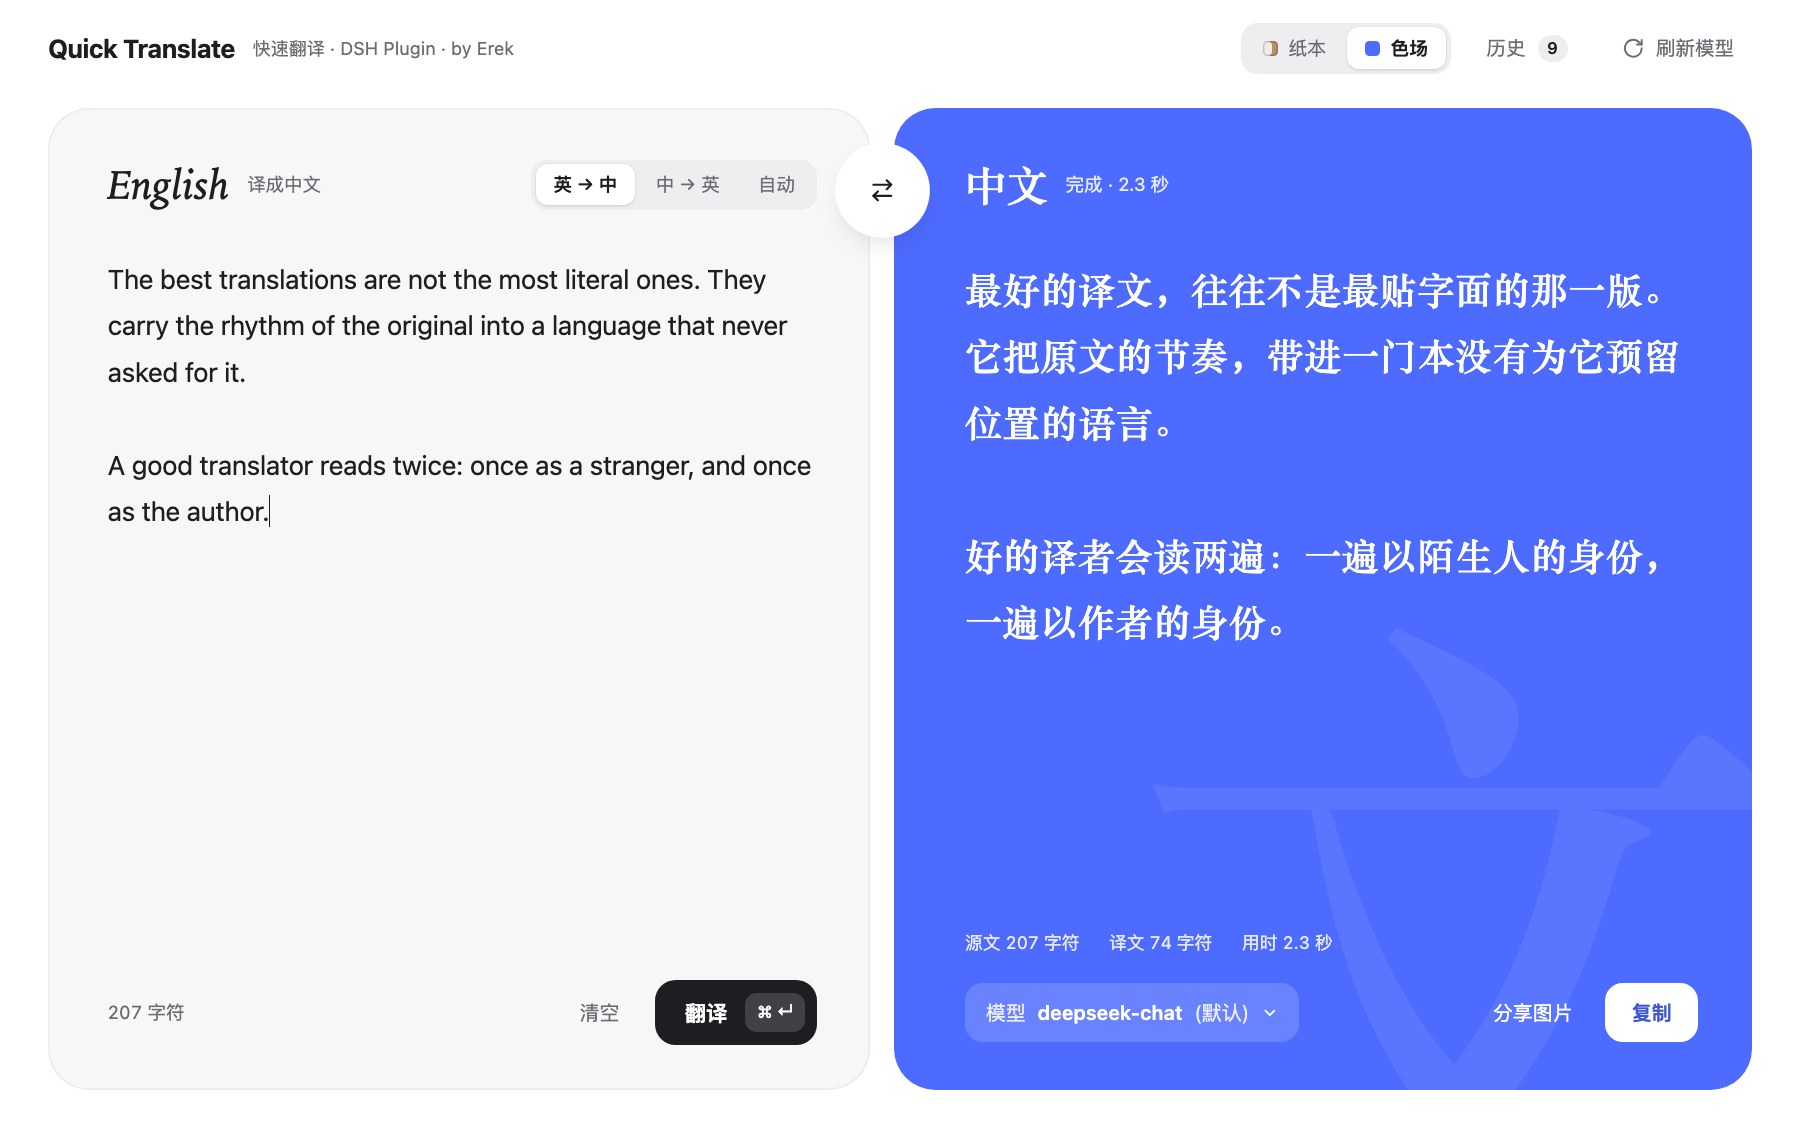 Quick Translate 快速翻译 · DSH Plugin · by Erek
纸本 色场 历史 9 刷新模型
English 译成中文 英 → 中 中 → 英 自动
The best translations are not the most literal ones. They
carry the rhythm of the original into a language that never
asked for it.
A good translator reads twice: once as a stranger, and once
as the author.
207 字符 清空 翻译 ⌘ ↵
⇄
中文 完成 · 2.3 秒
最好的译文，往往不是最贴字面的那一版。
它把原文的节奏，带进一门本没有为它预留
位置的语言。
好的译者会读两遍：一遍以陌生人的身份，
一遍以作者的身份。
文
源文 207 字符 译文 74 字符 用时 2.3 秒
模型 deepseek-chat (默认) 分享图片 复制